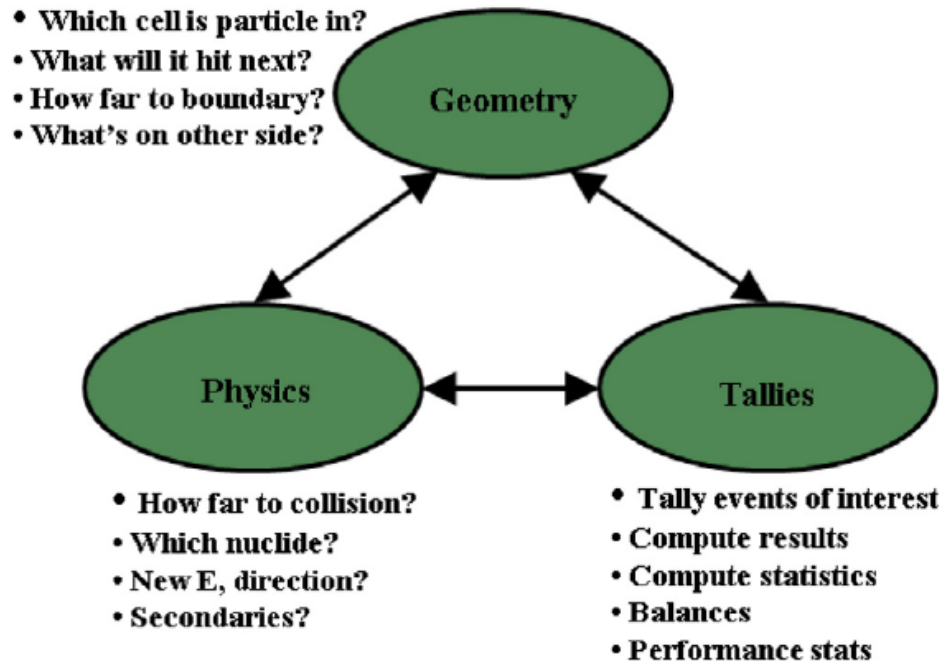 • Which cell is particle in?
• What will it hit next?
• How far to boundary?
• What's on other side?
Geometry
Physics
Tallies
• How far to collision?
• Which nuclide?
• New E, direction?
• Secondaries?
• Tally events of interest
• Compute results
• Compute statistics
• Balances
• Performance stats